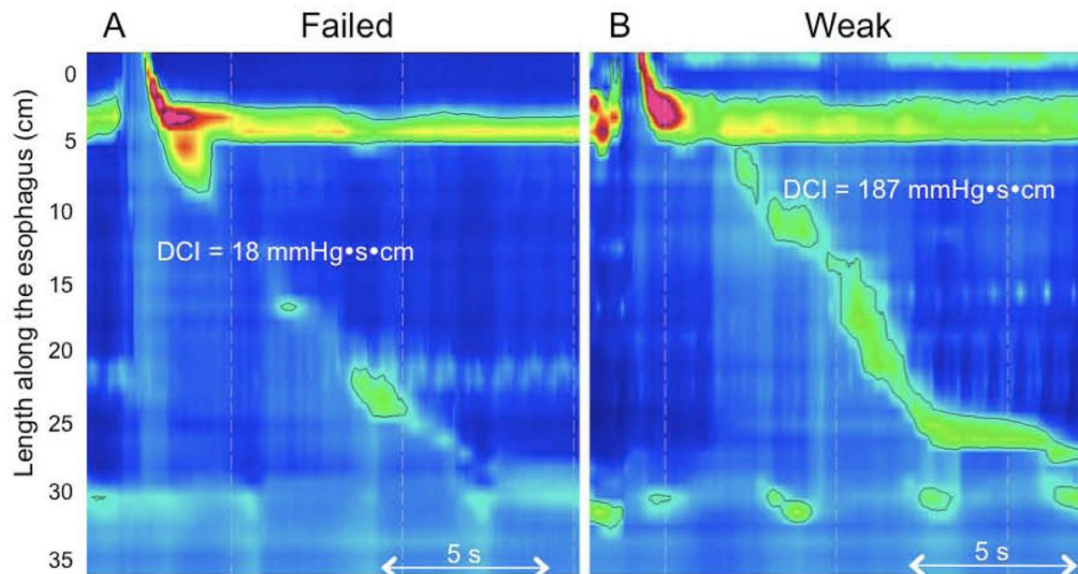 A
Failed
B
Weak
Length along the esophagus (cm)
0
5
10
15
20
25
30
35
DCI = 18 mmHg•s•cm
5 s
DCI = 187 mmHg•s•cm
5 s